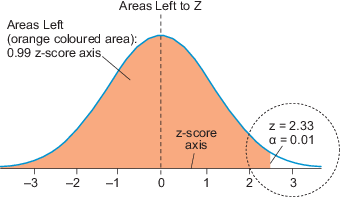 Areas Left to Z
Areas Left
(orange coloured area):
0.99 z-score axis
z = 2.33
α = 0.01
z-score
axis
−3 −2 −1 0 1 2 3